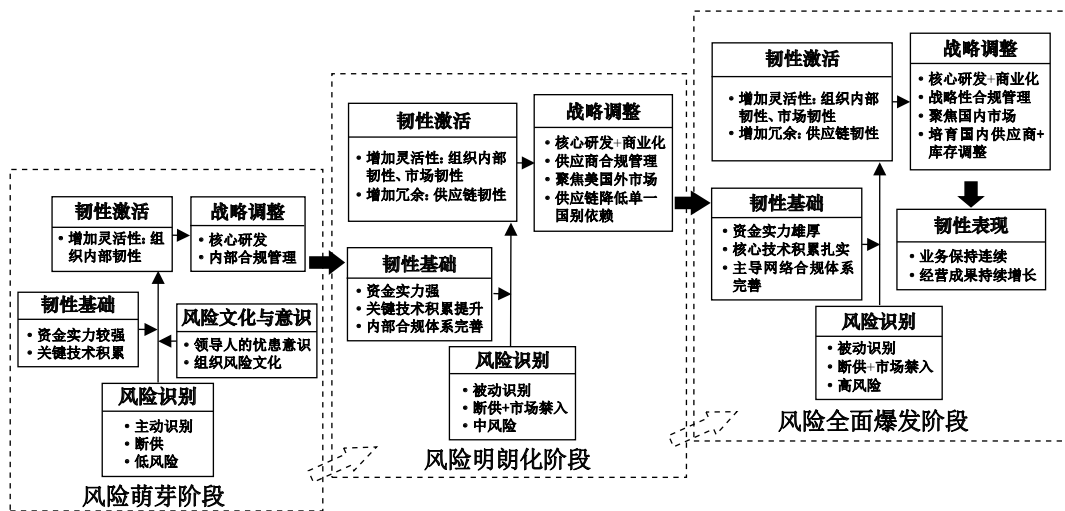 韧性激活
• 增加灵活性：组
织内部韧性
战略调整
• 核心研发
• 内部合规管理
韧性基础
• 资金实力较强
• 关键技术积累
风险文化与意识
• 领导人的忧患意识
• 组织风险文化
风险识别
• 主动识别
• 断供
• 低风险
风险萌芽阶段
韧性激活
• 增加灵活性：组织内部
韧性、市场韧性
• 增加冗余：供应链韧性
战略调整
• 核心研发+商业化
• 供应商合规管理
• 聚焦美国外市场
• 供应链降低单一
国别依赖
韧性基础
• 资金实力强
• 关键技术积累提升
• 内部合规体系完善
风险识别
• 被动识别
• 断供+市场禁入
• 中风险
风险明朗化阶段
韧性激活
• 增加灵活性：组织内部
韧性、市场韧性
• 增加冗余：供应链韧性
战略调整
• 核心研发+商业化
• 战略性合规管理
• 聚焦国内市场
• 培育国内供应商+
库存调整
韧性基础
• 资金实力雄厚
• 核心技术积累扎实
• 主导网络合规体系
完善
韧性表现
• 业务保持连续
• 经营成果持续增长
风险识别
• 被动识别
• 断供+市场禁入
• 高风险
风险全面爆发阶段